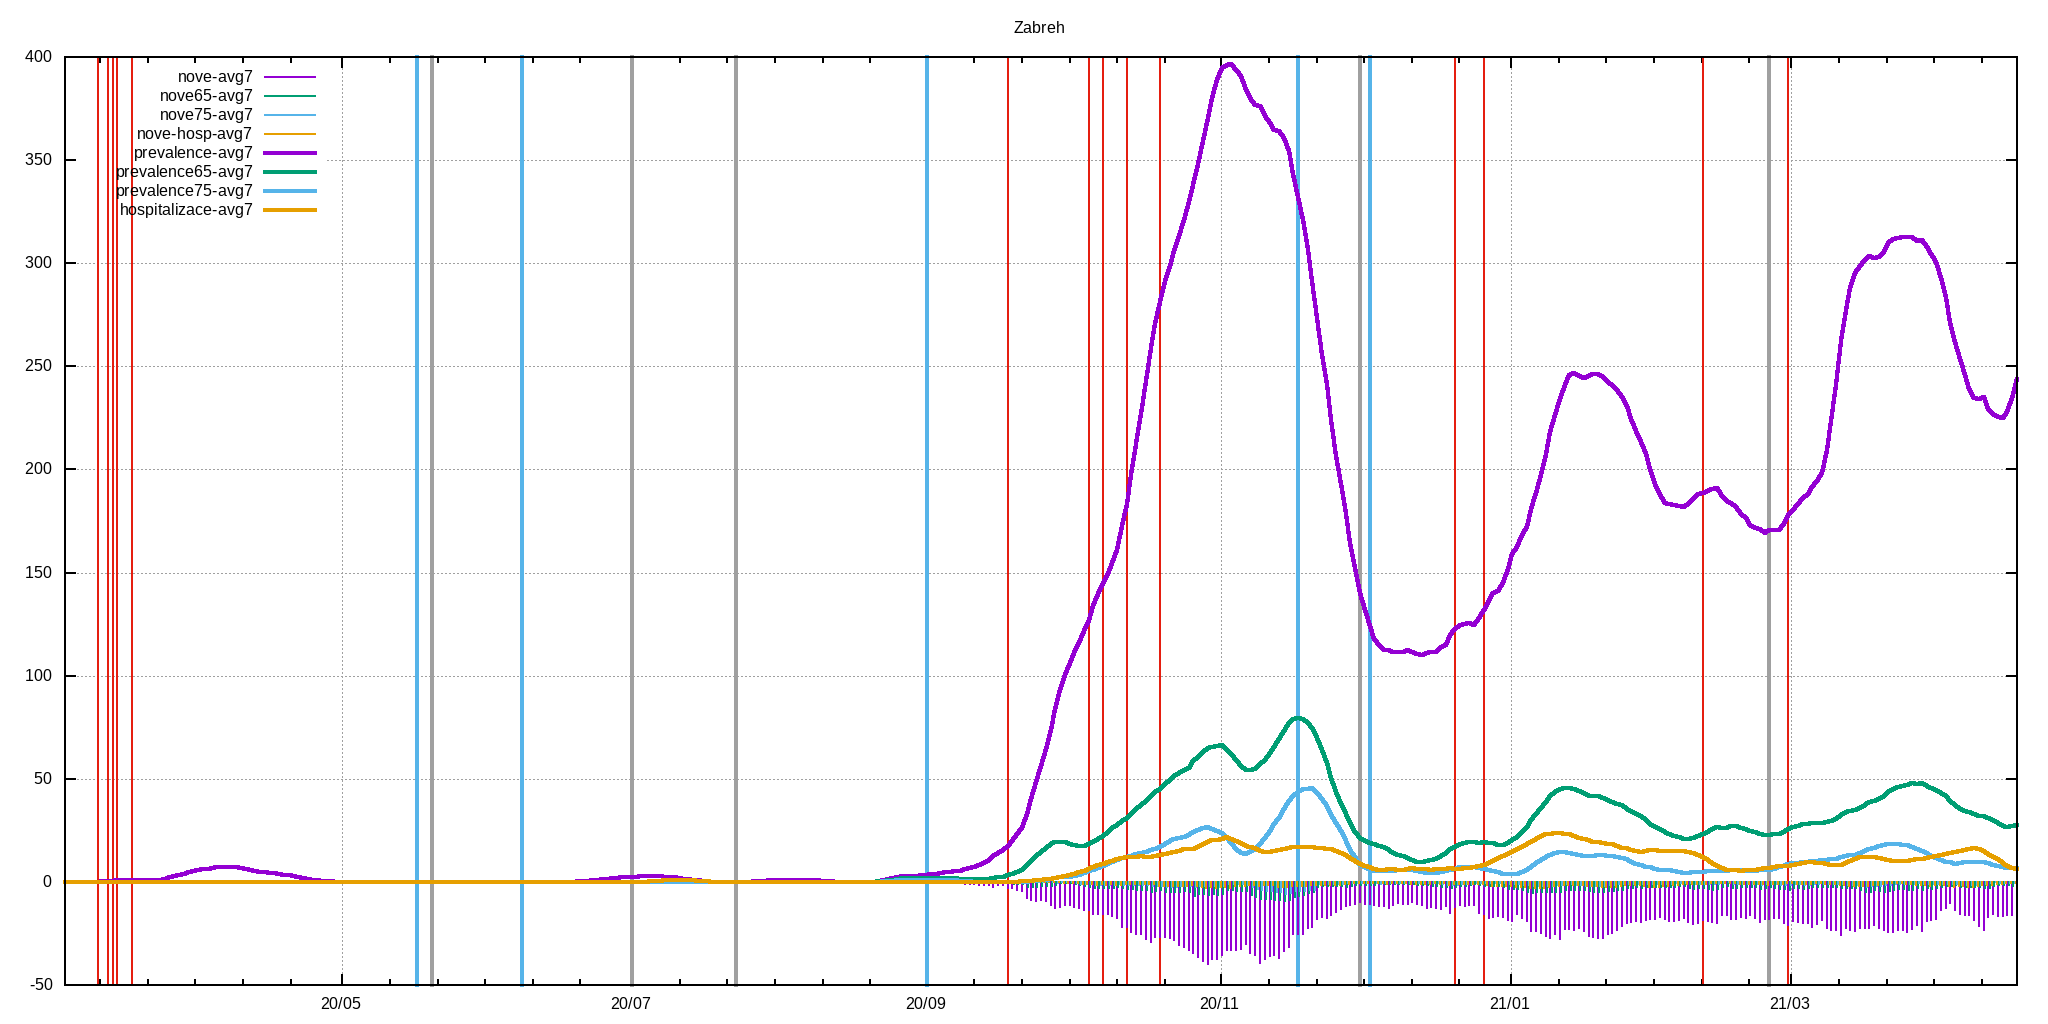 Zabreh
400
350
300
250
200
150
100
50
0
-50
nove-avg7
nove65-avg7
nove75-avg7
nove-hosp-avg7
prevalence-avg7
prevalence65-avg7
prevalence75-avg7
hospitalizace-avg7
20/05 20/07 20/09 20/11 21/01 21/03